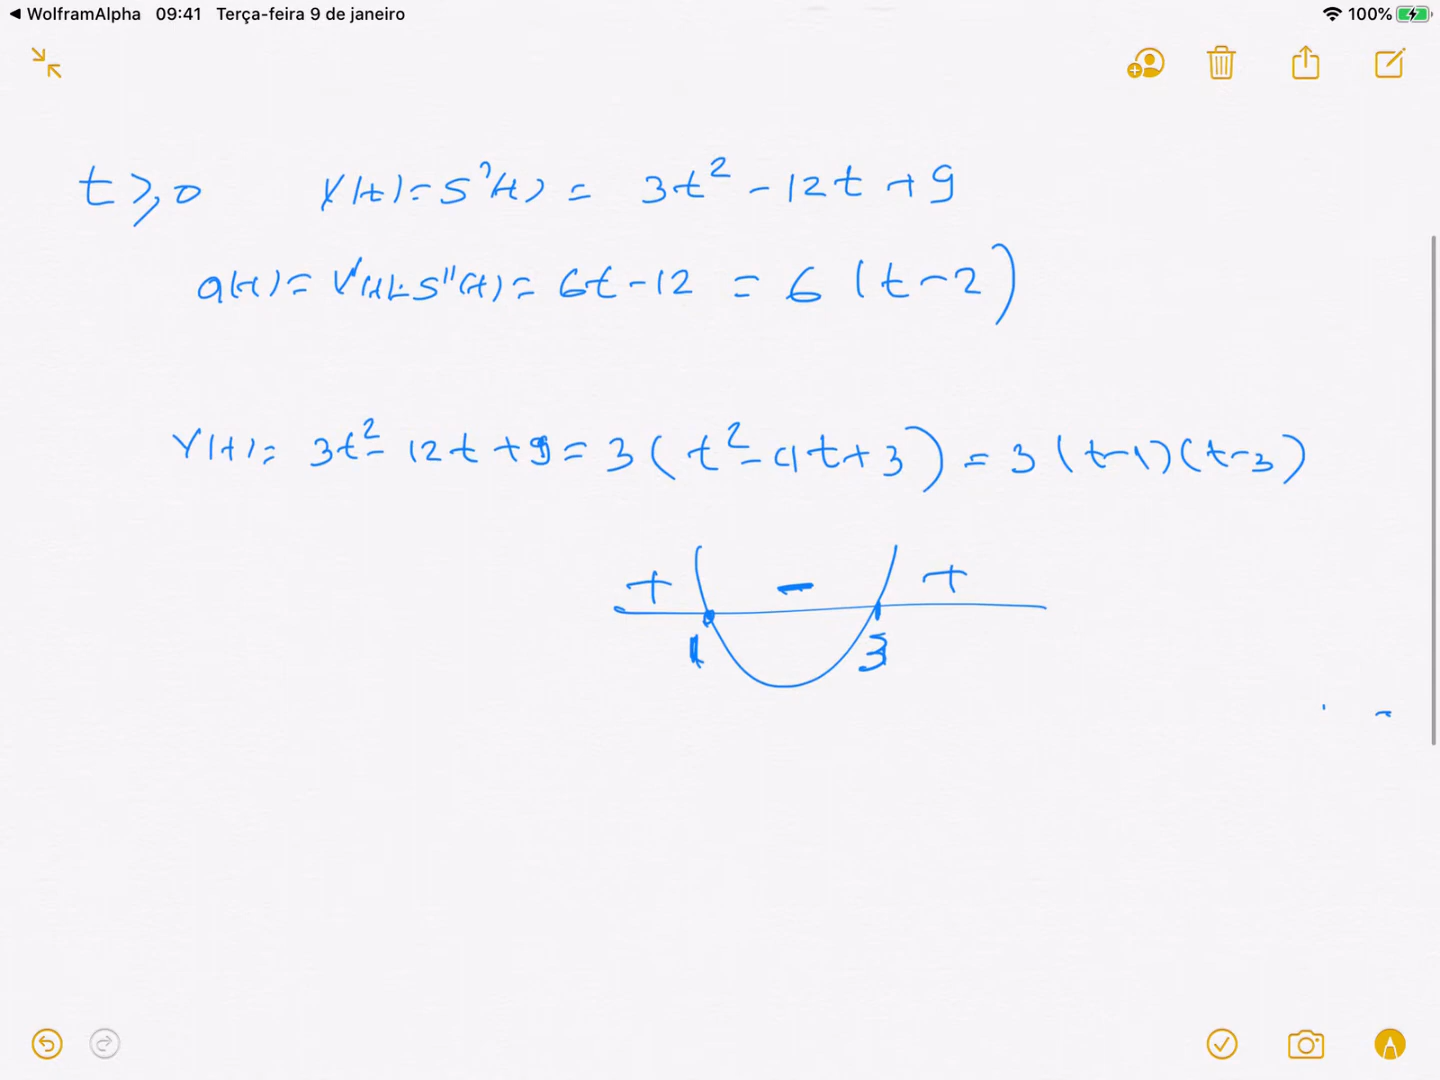 WolframAlpha 09:41 Terça-feira 9 de janeiro 100%
t ≥ 0 v(t) = s'(t) = 3t² - 12t + 9
a(t) = v'(t) = s''(t) = 6t - 12 = 6 (t - 2)
v(t) = 3t² - 12t + 9 = 3 (t² - 4t + 3) = 3 (t-1)(t-3)
+ - +
1 3